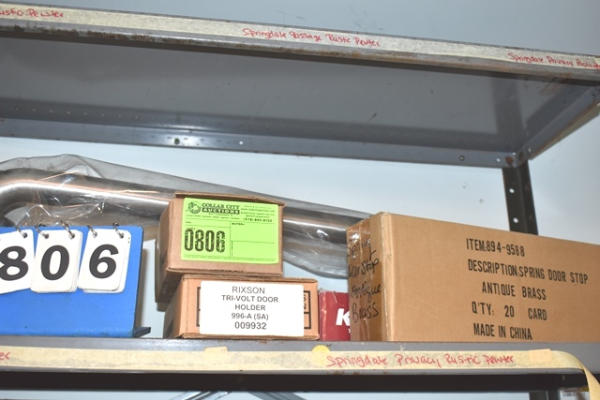 Rustic Pewter
Springdale Passage Rustic Pewter
Springdale Privacy
COLLAR CITY
AUCTIONS
0806
806
RIXSON
TRI-VOLT DOOR
HOLDER
996-A (SA)
009932
K
Antique
Brass
ITEM:894-9588
DESCRIPTION:SPRING DOOR STOP
ANTIQUE BRASS
Q'TY: 20 CARD
MADE IN CHINA
Springdale Privacy Rustic Pewter